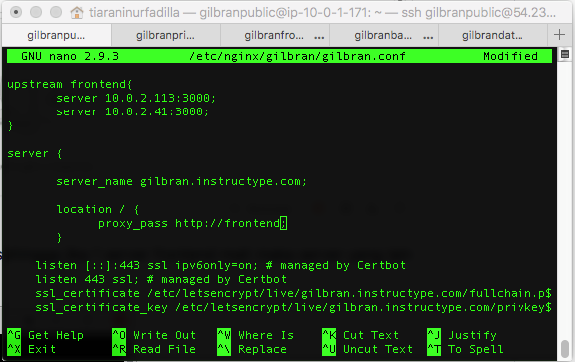 tiaraninurfadilla — gilbranpublic@ip-10-0-1-171: ~ — ssh gilbranpublic@54.23...
gilbranpu... gilbranpri... gilbranfro... ... gilbranba... ... gilbrandat... ...
GNU nano 2.9.3 /etc/nginx/gilbran/gilbran.conf Modified
upstream frontend{
server 10.0.2.113:3000;
server 10.0.2.41:3000;
}
server {
server_name gilbran.instructype.com;
location / {
proxy_pass http://frontend;
}
listen [::]:443 ssl ipv6only=on; # managed by Certbot
listen 443 ssl; # managed by Certbot
ssl_certificate /etc/letsencrypt/live/gilbran.instructype.com/fullchain.p$
ssl_certificate_key /etc/letsencrypt/live/gilbran.instructype.com/privkey$
^G Get Help ^O Write Out ^W Where Is ^K Cut Text ^J Justify
^X Exit ^R Read File ^\ Replace ^U Uncut Text ^T To Spell